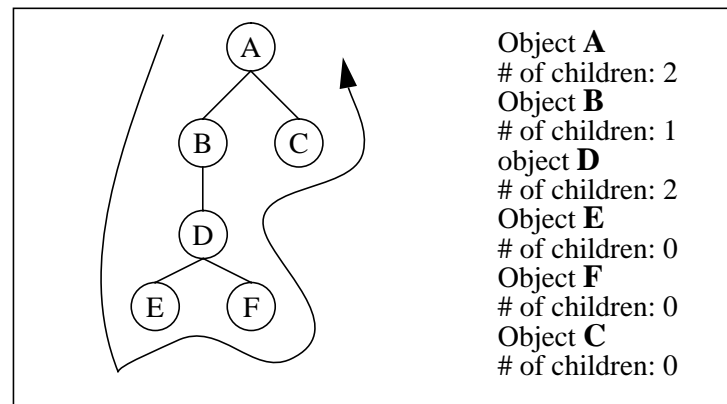 A
B
C
D
E
F
Object A
# of children: 2
Object B
# of children: 1
object D
# of children: 2
Object E
# of children: 0
Object F
# of children: 0
Object C
# of children: 0